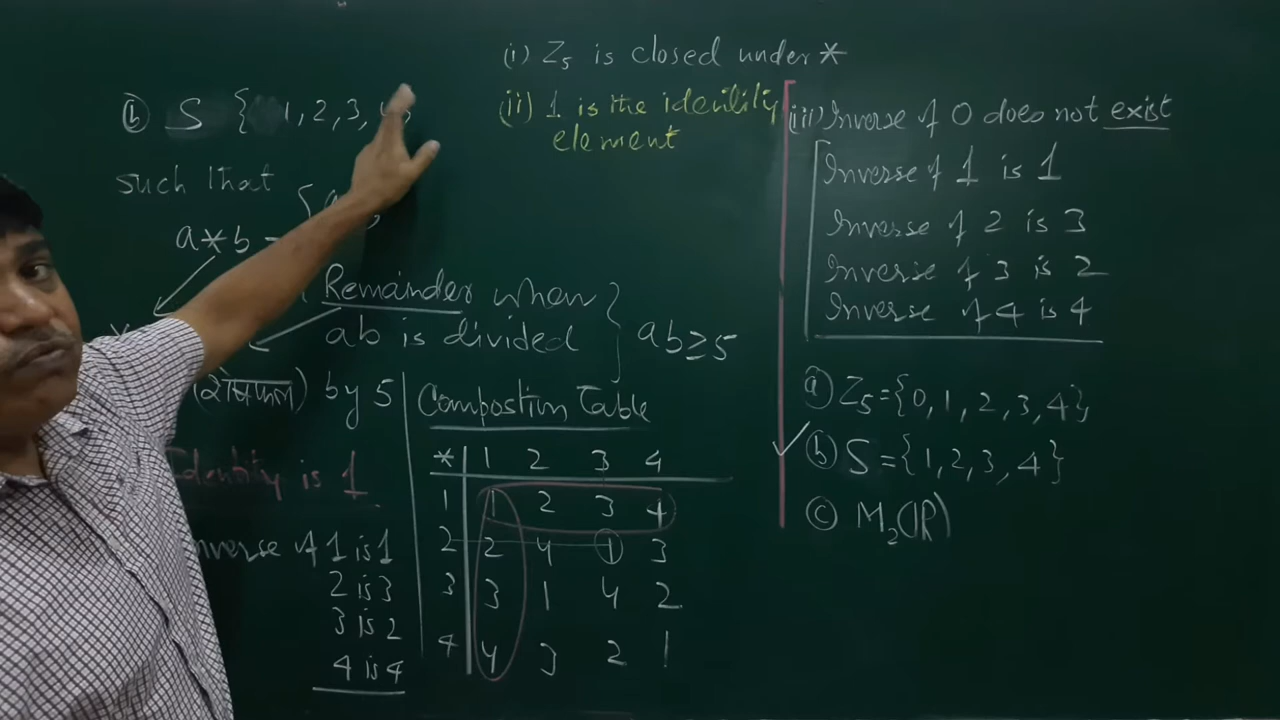 (i) Z₅ is closed under *
(ii) 1 is the identity
element
(b) S { 1, 2, 3,
such that
a * b =
Remainder when
ab is divided
(शेषफल) by 5
ab ≥ 5
Identity is 1
Inverse of 1 is 1
2 is 3
3 is 2
4 is 4
Compostion Table
* 1 2 3 4
1 1 2 3 4
2 2 4 1 3
3 3 1 4 2
4 4 3 2 1
(iii) Inverse of 0 does not exist
Inverse of 1 is 1
Inverse of 2 is 3
Inverse of 3 is 2
Inverse of 4 is 4
(a) Z₅ = {0, 1, 2, 3, 4},
(b) S = {1, 2, 3, 4}
(c) M₂(ℝ)